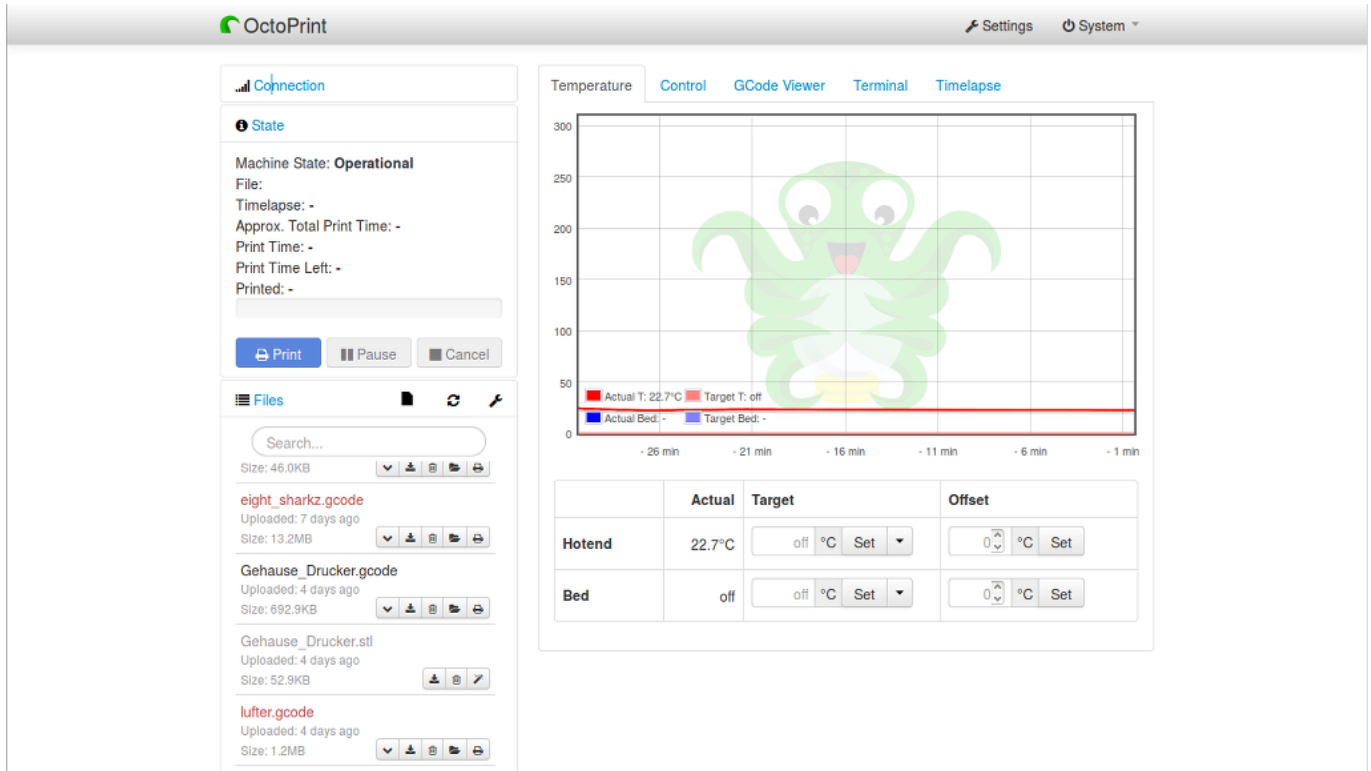 OctoPrint
Settings
System
Connection
State
Machine State: Operational
File:
Timelapse: -
Approx. Total Print Time: -
Print Time: -
Print Time Left: -
Printed: -
Print
Pause
Cancel
Files
Search...
Size: 46.0KB
eight_sharkz.gcode
Uploaded: 7 days ago
Size: 13.2MB
Gehause_Drucker.gcode
Uploaded: 4 days ago
Size: 692.9KB
Gehause_Drucker.stl
Uploaded: 4 days ago
Size: 52.9KB
lufter.gcode
Uploaded: 4 days ago
Size: 1.2MB
Temperature Control GCode Viewer Terminal Timelapse
300
250
200
150
100
50
0
Actual T: 22.7°C Target T: off
Actual Bed: - Target Bed: -
- 26 min - 21 min - 16 min - 11 min - 6 min - 1 min
Actual Target Offset
Hotend 22.7°C off °C Set 0 °C Set
Bed off off °C Set 0 °C Set